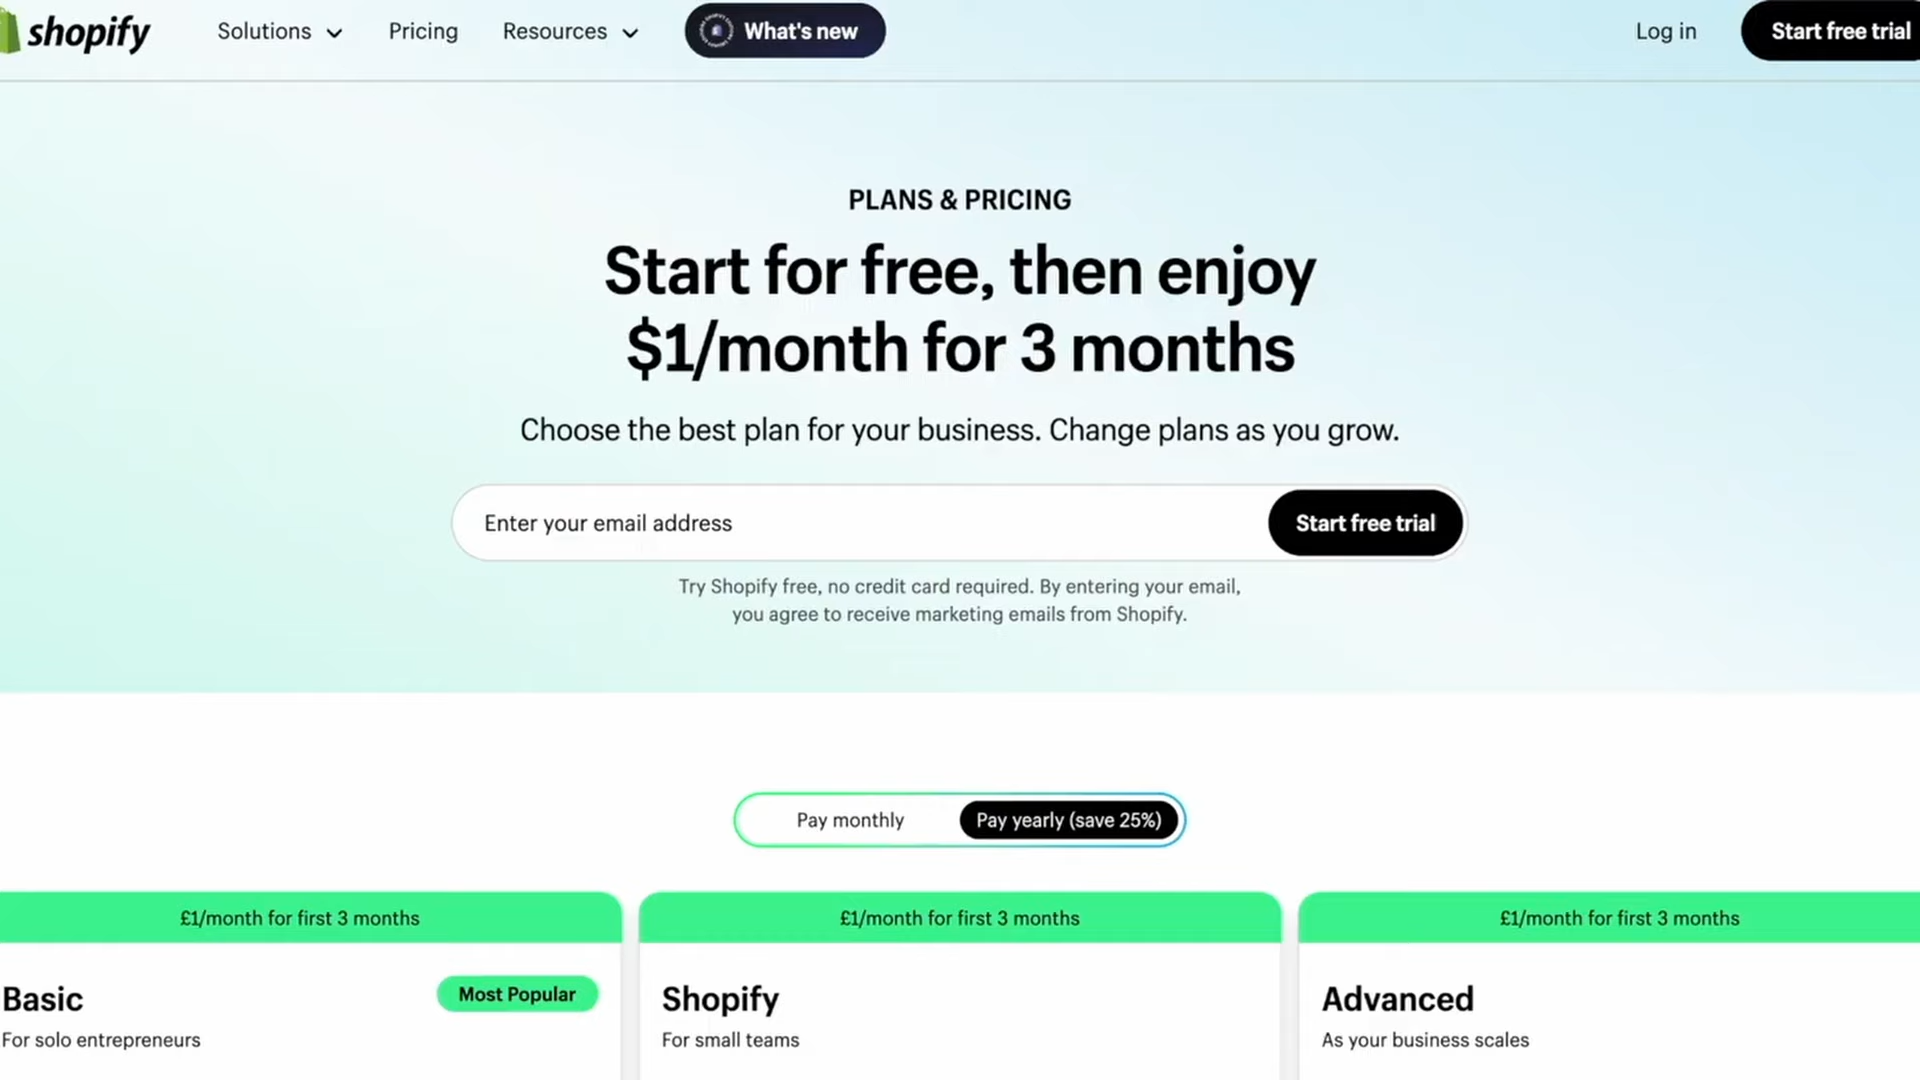 shopify
Solutions
Pricing
Resources
What's new
Log in
Start free trial
PLANS & PRICING
Start for free, then enjoy
$1/month for 3 months
Choose the best plan for your business. Change plans as you grow.
Enter your email address
Start free trial
Try Shopify free, no credit card required. By entering your email,
you agree to receive marketing emails from Shopify.
Pay monthly
Pay yearly (save 25%)
£1/month for first 3 months
£1/month for first 3 months
£1/month for first 3 months
Basic
Most Popular
For solo entrepreneurs
Shopify
For small teams
Advanced
As your business scales